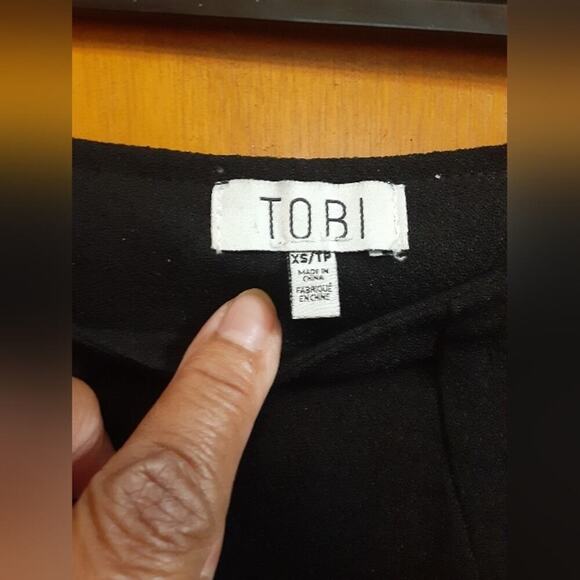 TOBI
XS/TP
MADE IN
CHINA
FABRIQUÉ
EN CHINE